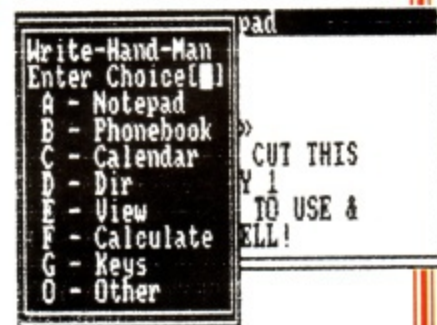 pad
Write-Hand-Man
Enter Choice[ ]
A - Notepad
B - Phonebook
C - Calendar
D - Dir
E - View
F - Calculate
G - Keys
O - Other
»
CUT THIS
Y 1
TO USE &
ELL!